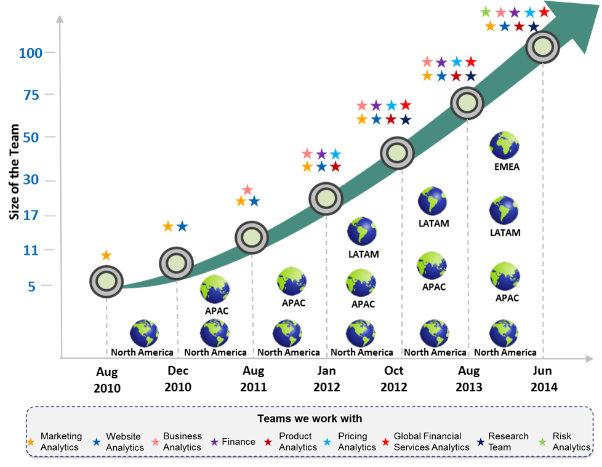 100
75
50
30
17
11
5
Size of the Team
EMEA
LATAM
LATAM
LATAM
APAC
APAC
APAC
APAC
APAC
North America
North America
North America
North America
North America
North America
Aug
2010
Dec
2010
Aug
2011
Jan
2012
Oct
2012
Aug
2013
Jun
2014
Teams we work with
Marketing
Analytics
Website
Analytics
Business
Analytics
Finance
Product
Analytics
Pricing
Analytics
Global Financial
Services Analytics
Research
Team
Risk
Analytics